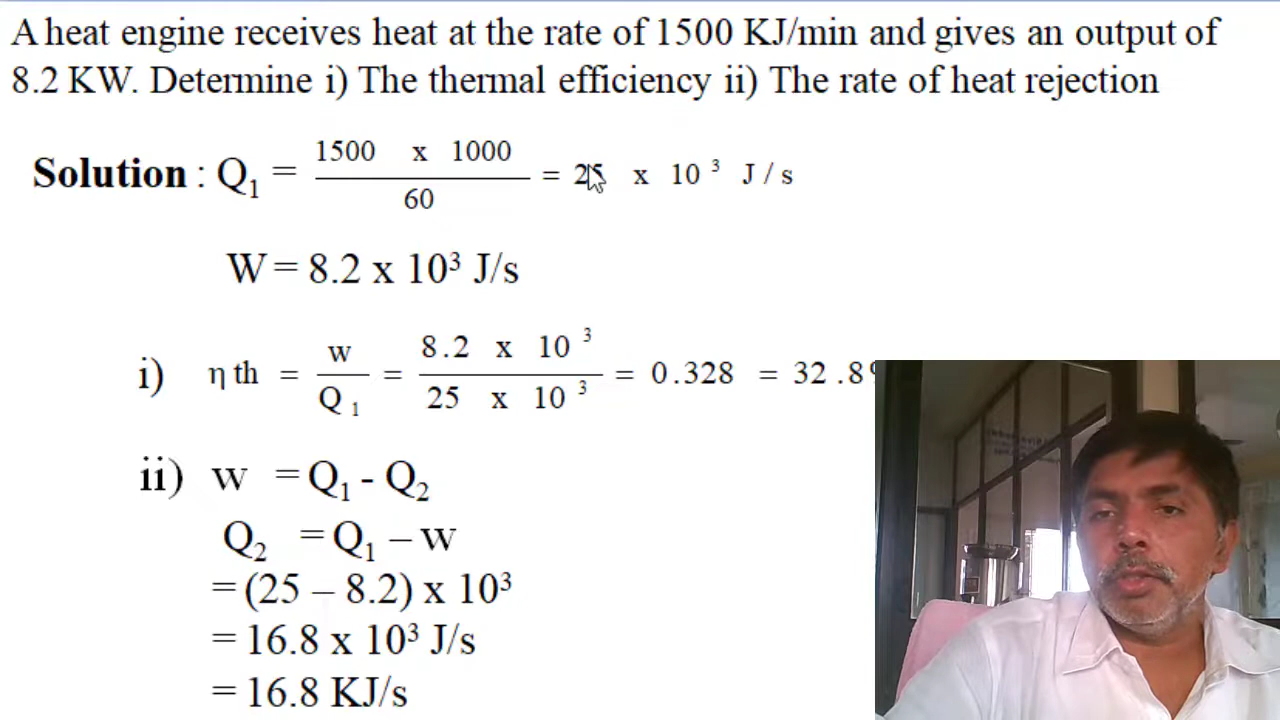 A heat engine receives heat at the rate of 1500 KJ/min and gives an output of
8.2 KW. Determine i) The thermal efficiency ii) The rate of heat rejection
Solution : Q₁ = 1500 x 1000 / 60 = 25 x 10³ J / s
W = 8.2 x 10³ J/s
i) η th = w / Q₁ = 8.2 x 10³ / 25 x 10³ = 0.328 = 32.8
ii) w = Q₁ - Q₂
Q₂ = Q₁ – w
= (25 – 8.2) x 10³
= 16.8 x 10³ J/s
= 16.8 KJ/s